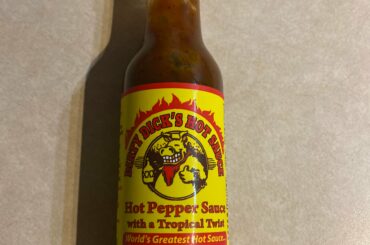 DIRTY DICK'S HOT SAUCE
Hot Pepper Sauce
with a Tropical Twist
World's Greatest Hot Sauce...